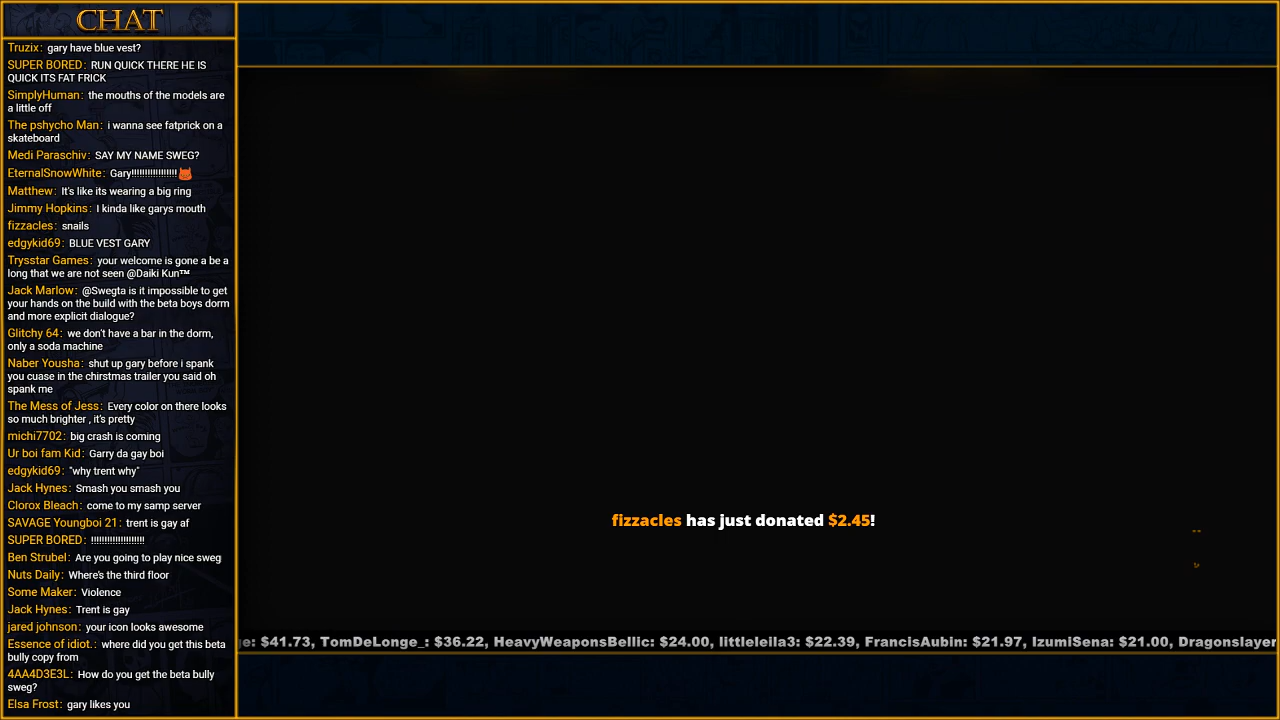 CHAT
Truzix: gary have blue vest?
SUPER BORED: RUN QUICK THERE HE IS
QUICK ITS FAT FRICK
SimplyHuman: the mouths of the models are
a little off
The pshycho Man: i wanna see fatprick on a
skateboard
Medi Paraschiv: SAY MY NAME SWEG?
EternalSnowWhite: Gary!!!!!!!!!!!!!!!!!!
Matthew: It's like its wearing a big ring
Jimmy Hopkins: I kinda like garys mouth
fizzacles: snails
edgykid69: BLUE VEST GARY
Trysstar Games: your welcome is gone a be a
long that we are not seen @Daiki Kun™
Jack Marlow: @Swegta is it impossible to get
your hands on the build with the beta boys dorm
and more explicit dialogue?
Glitchy 64: we don't have a bar in the dorm,
only a soda machine
Naber Yousha: shut up gary before i spank
you cuase in the chirstmas trailer you said oh
spank me
The Mess of Jess: Every color on there looks
so much brighter , it's pretty
michi7702: big crash is coming
Ur boi fam Kid: Garry da gay boi
edgykid69: "why trent why"
Jack Hynes: Smash you smash you
Clorox Bleach: come to my samp server
SAVAGE Youngboi 21: trent is gay af
SUPER BORED: !!!!!!!!!!!!!!!!!!!!!
Ben Strubel: Are you going to play nice sweg
Nuts Daily: Where's the third floor
Some Maker: Violence
Jack Hynes: Trent is gay
jared johnson: your icon looks awesome
Essence of idiot.: where did you get this beta
bully copy from
4AA4D3E3L: How do you get the beta bully
sweg?
Elsa Frost: gary likes you
fizzacles has just donated $2.45!
e: $41.73, TomDeLonge_: $36.22, HeavyWeaponsBellic: $24.00, littleleila3: $22.39, FrancisAubin: $21.97, IzumiSena: $21.00, Dragonslayer